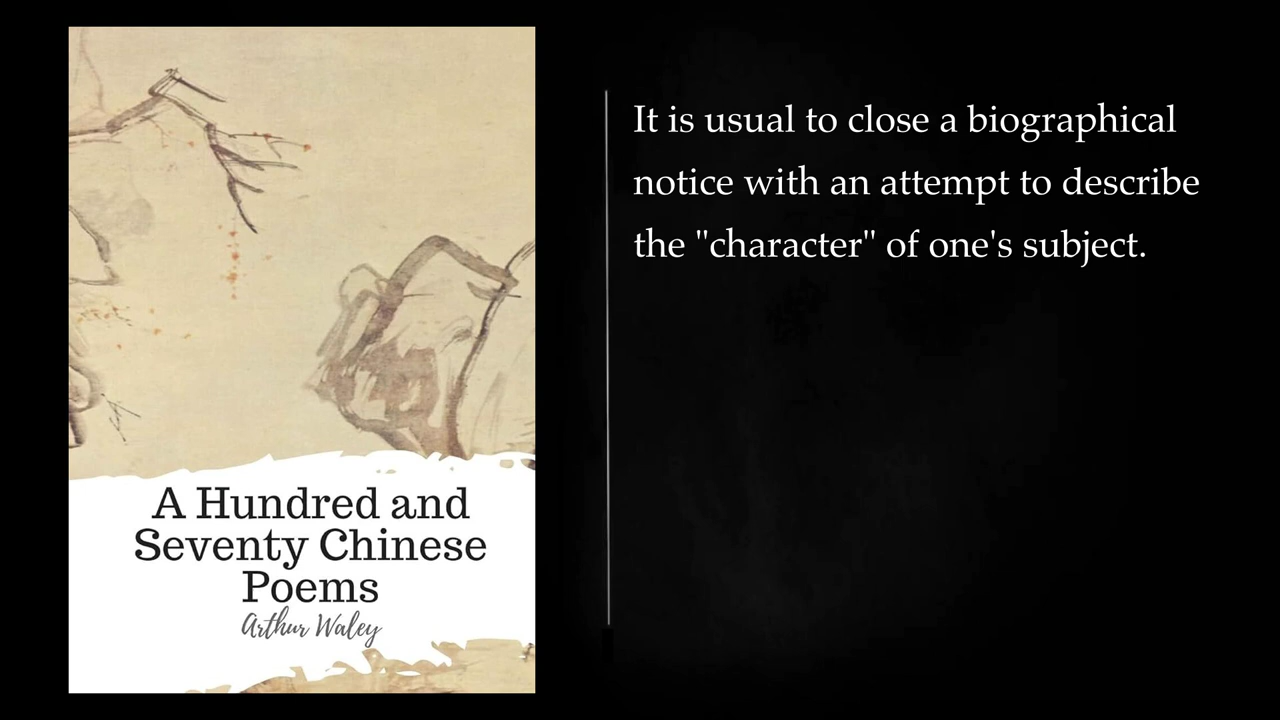 A Hundred and
Seventy Chinese
Poems
Arthur Waley
It is usual to close a biographical
notice with an attempt to describe
the "character" of one's subject.